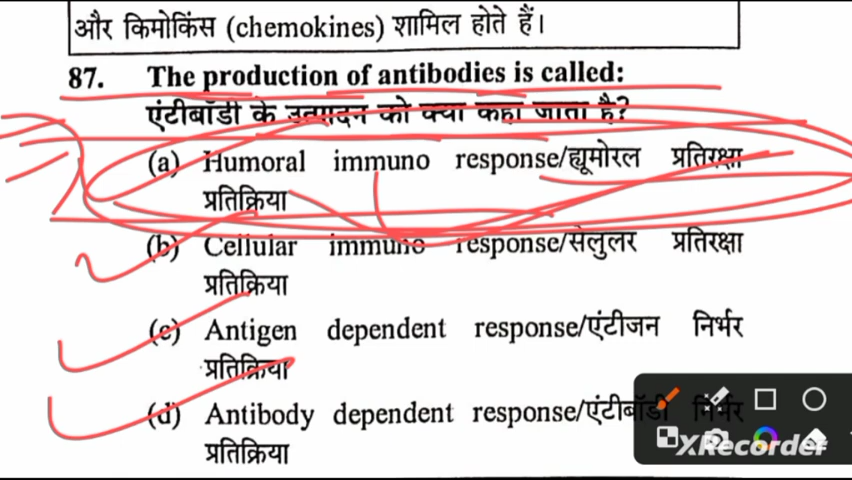 और किमोकिंस (chemokines) शामिल होते हैं।
87. The production of antibodies is called:
एंटीबॉडी के उत्पादन को क्या कहा जाता है?
(a) Humoral immuno response/ह्यूमोरल प्रतिरक्षा
प्रतिक्रिया
(b) Cellular immuno response/सेलुलर प्रतिरक्षा
प्रतिक्रिया
(c) Antigen dependent response/एंटीजन निर्भर
प्रतिक्रिया
(d) Antibody dependent response/एंटीबॉडी निर्भर
प्रतिक्रिया
XRecorder